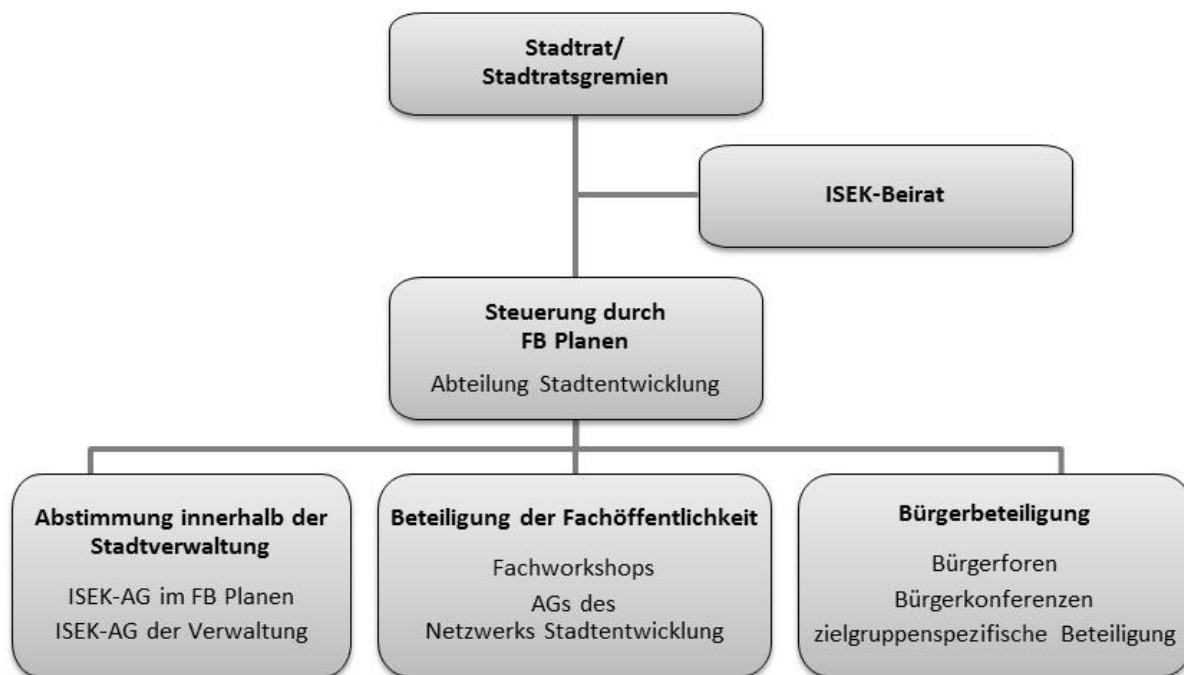 Stadtrat/
Stadtratsgremien
ISEK-Beirat
Steuerung durch
FB Planen
Abteilung Stadtentwicklung
Abstimmung innerhalb der
Stadtverwaltung
ISEK-AG im FB Planen
ISEK-AG der Verwaltung
Beteiligung der Fachöffentlichkeit
Fachworkshops
AGs des
Netzwerks Stadtentwicklung
Bürgerbeteiligung
Bürgerforen
Bürgerkonferenzen
zielgruppenspezifische Beteiligung